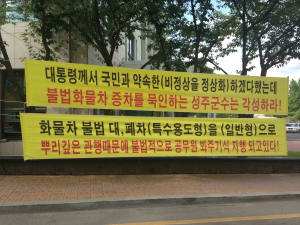 대통령께서 국민과 약속한(비정상을 정상화)하겠다했는데
불법화물차 증차를 묵인하는 성주군수는 각성하라!
화물차 불법 대,폐차(특수용도형)을 (일반형)으로
뿌리깊은 관행때문에 불법적으로 공무원 퇴주기식 자행 되고있다!